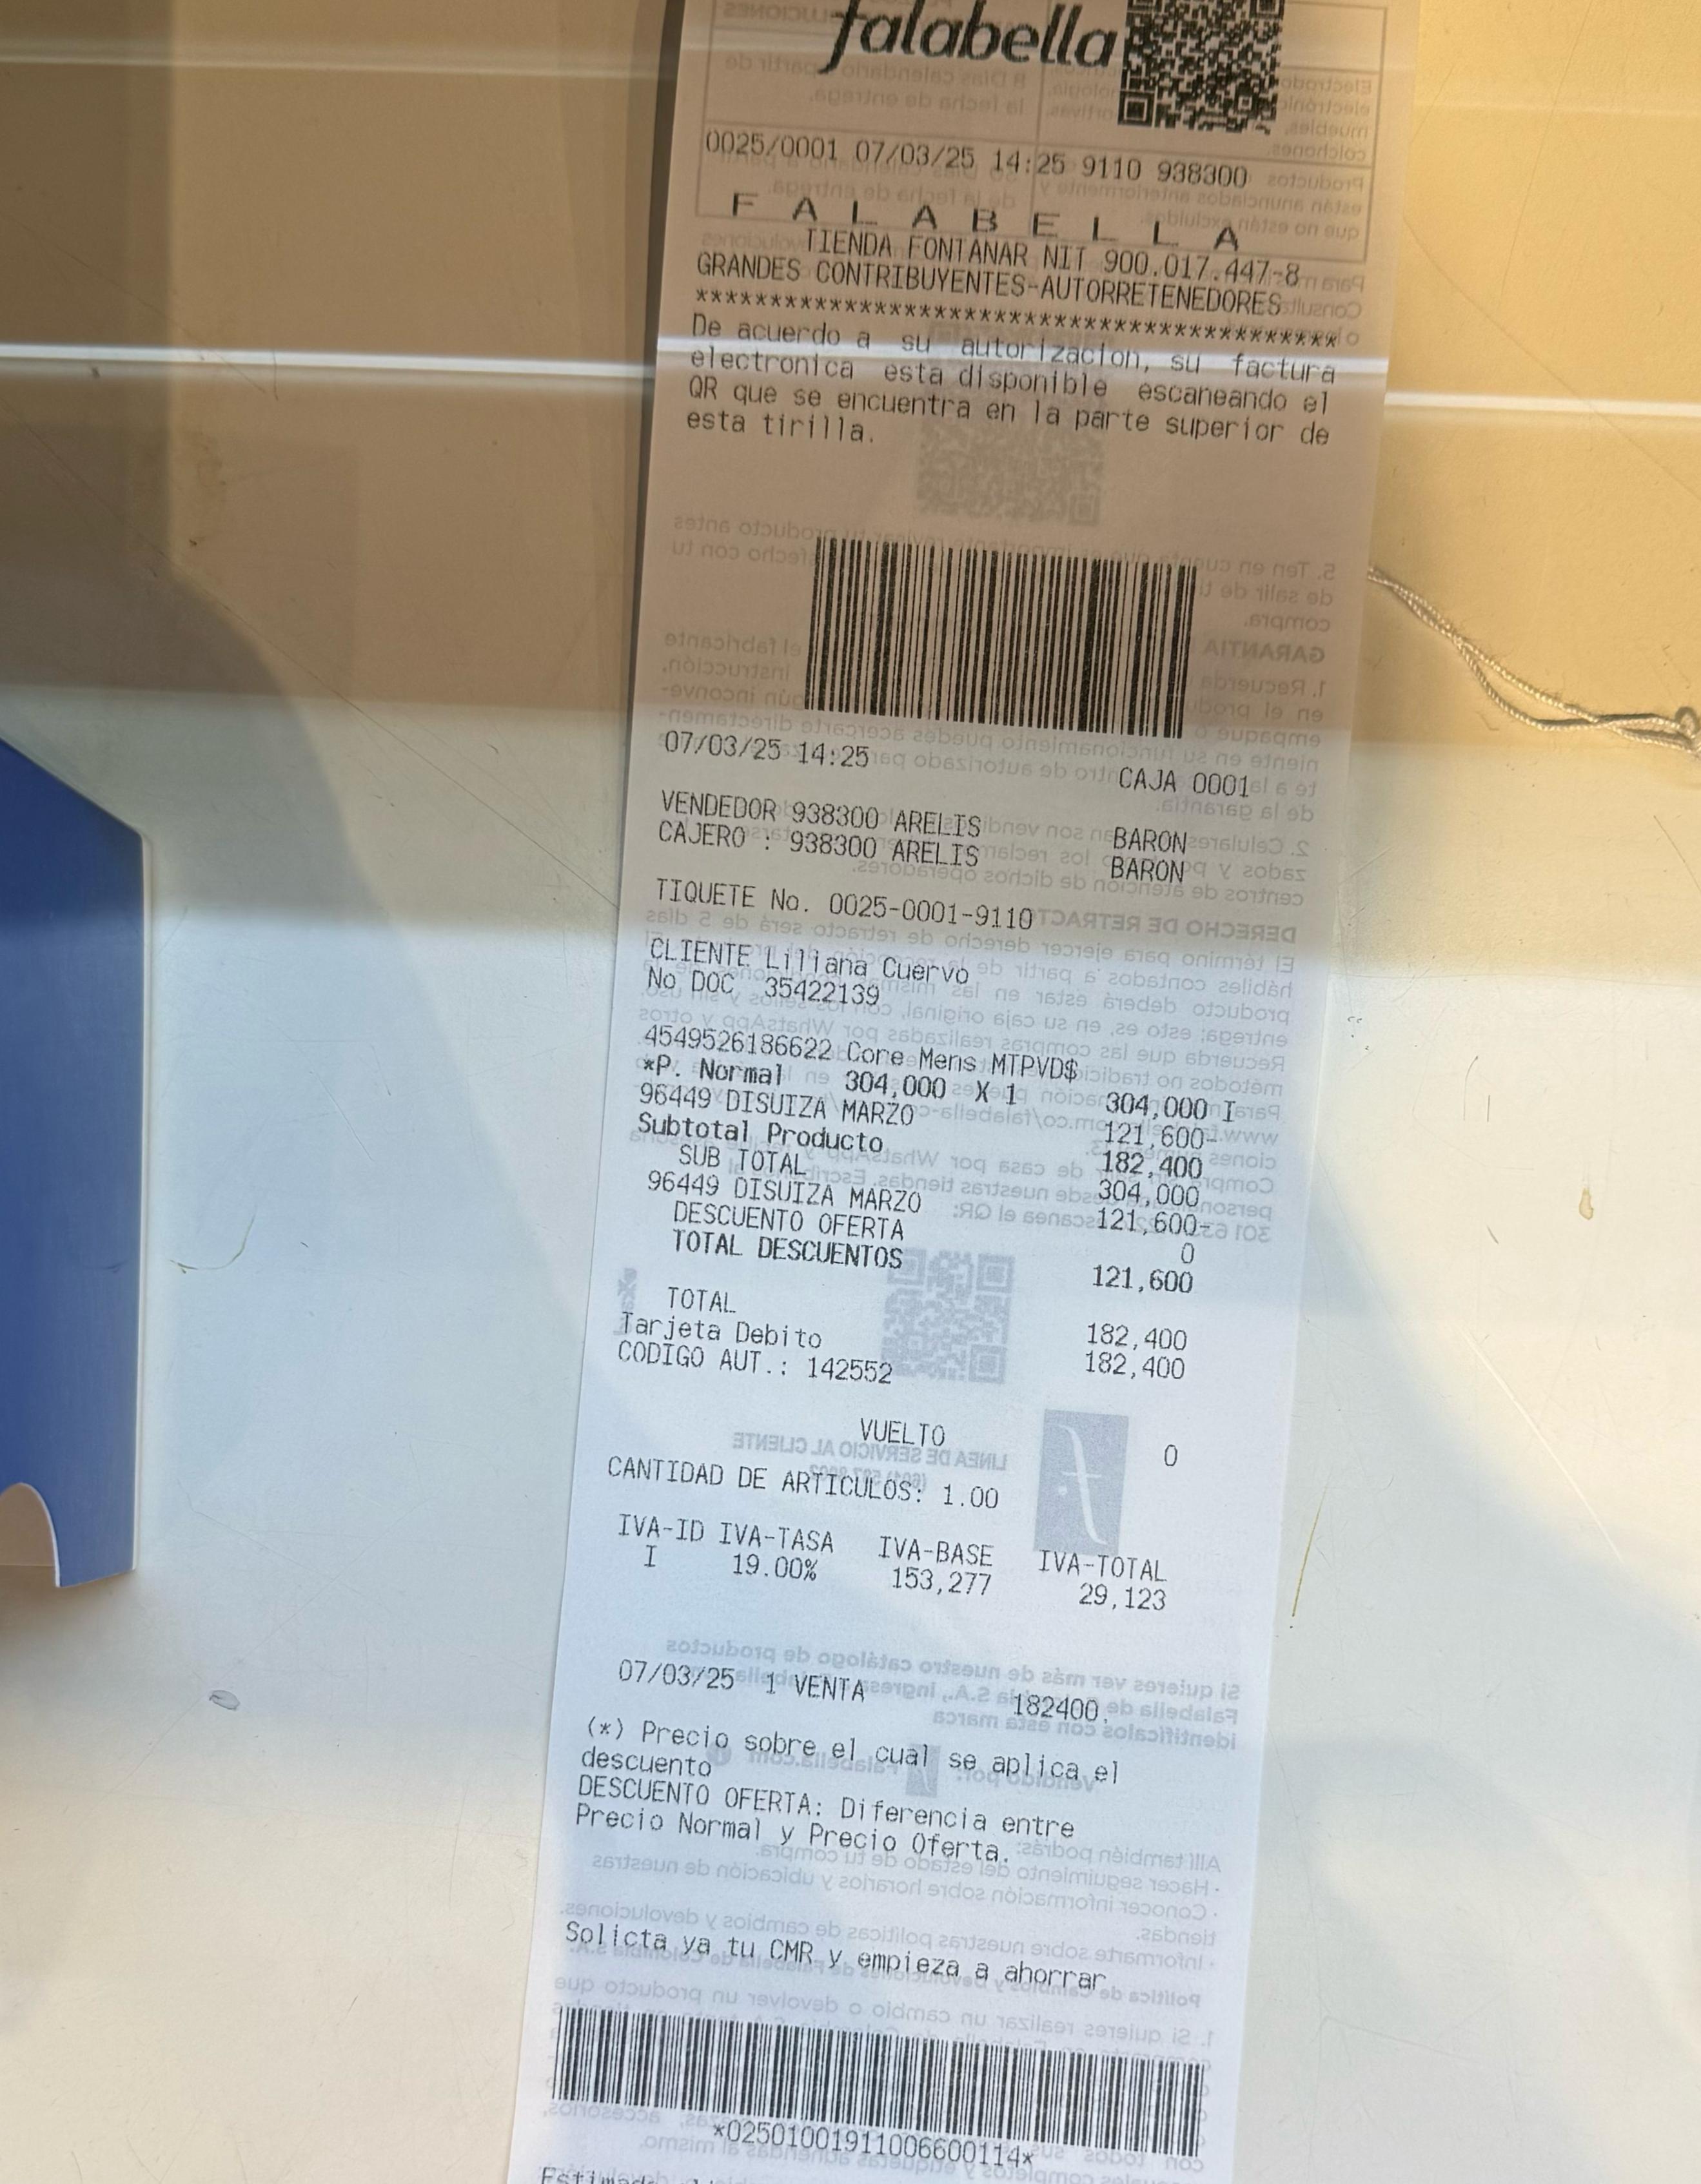 falabella
0025/0001 07/03/25 14:25 9110 938300
F A L A B E L L A
TIENDA FONTANAR NIT 900.017.447-8
GRANDES CONTRIBUYENTES-AUTORRETENEDORES
********************************************
De acuerdo a su autorizacion, su factura
electronica esta disponible escaneando el
QR que se encuentra en la parte superior de
esta tirilla.
07/03/25 14:25 CAJA 0001
VENDEDOR 938300 ARELIS BARON
CAJERO : 938300 ARELIS BARON
TIQUETE No. 0025-0001-9110
CLIENTE Liliana Cuervo
No DOC 35422139
4549526186622 Core Mens MTPVD$
*P. Normal 304,000 X 1 304,000 I
96449 DISUIZA MARZO 121,600-
Subtotal Producto 182,400
SUB TOTAL 304,000
96449 DISUIZA MARZO 121,600-
DESCUENTO OFERTA 0
TOTAL DESCUENTOS 121,600
TOTAL 182,400
Tarjeta Debito 182,400
CODIGO AUT.: 142552
VUELTO 0
CANTIDAD DE ARTICULOS: 1.00
IVA-ID IVA-TASA IVA-BASE IVA-TOTAL
I 19.00% 153,277 29,123
07/03/25 1 VENTA 182400.
(*) Precio sobre el cual se aplica el
descuento
DESCUENTO OFERTA: Diferencia entre
Precio Normal y Precio Oferta.
Solicta ya tu CMR y empieza a ahorrar.
*02501001911006600114*